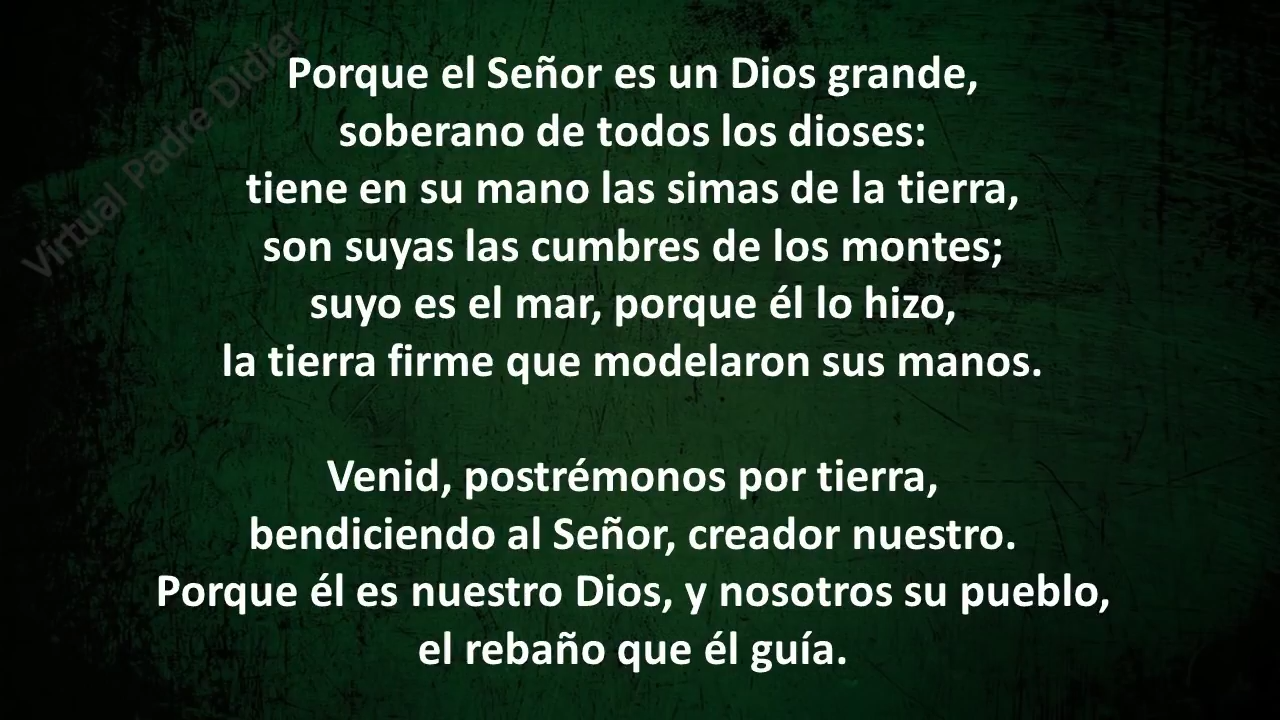 Virtual Padre Didier
Porque el Señor es un Dios grande,
soberano de todos los dioses:
tiene en su mano las simas de la tierra,
son suyas las cumbres de los montes;
suyo es el mar, porque él lo hizo,
la tierra firme que modelaron sus manos.
Venid, postrémonos por tierra,
bendiciendo al Señor, creador nuestro.
Porque él es nuestro Dios, y nosotros su pueblo,
el rebaño que él guía.